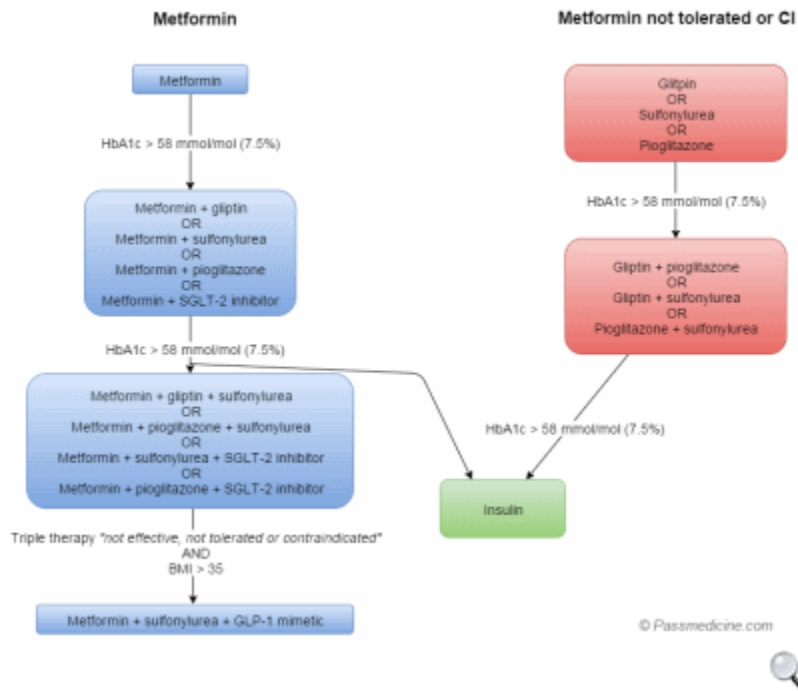 Metformin
Metformin
HbA1c > 58 mmol/mol (7.5%)
Metformin + gliptin
OR
Metformin + sulfonylurea
OR
Metformin + pioglitazone
OR
Metformin + SGLT-2 inhibitor
HbA1c > 58 mmol/mol (7.5%)
Metformin + gliptin + sulfonylurea
OR
Metformin + pioglitazone + sulfonylurea
OR
Metformin + sulfonylurea + SGLT-2 inhibitor
OR
Metformin + pioglitazone + SGLT-2 inhibitor
Triple therapy "not effective, not tolerated or contraindicated"
AND
BMI > 35
Metformin + sulfonylurea + GLP-1 mimetic
Metformin not tolerated or CI
Glitpin
OR
Sulfonylurea
OR
Pioglitazone
HbA1c > 58 mmol/mol (7.5%)
Gliptin + pioglitazone
OR
Gliptin + sulfonylurea
OR
Pioglitazone + sulfonylurea
HbA1c > 58 mmol/mol (7.5%)
Insulin
© Passmedicine.com